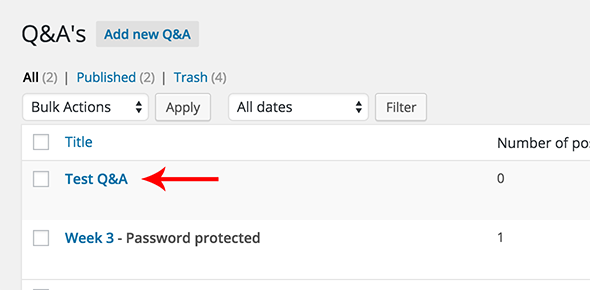 Q&A's Add new Q&A
All (2) | Published (2) | Trash (4)
Bulk Actions Apply All dates Filter
Title Number of
Test Q&A 0
Week 3 - Password protected 1